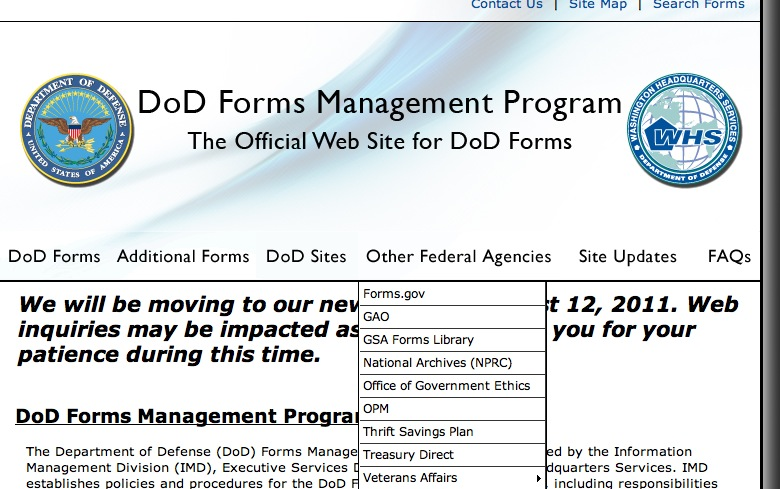 Contact Us | Site Map | Search Forms
DEPARTMENT OF DEFENSE
UNITED STATES OF AMERICA
DoD Forms Management Program
The Official Web Site for DoD Forms
WASHINGTON HEADQUARTERS SERVICES
WHS
DEPARTMENT OF DEFENSE
DoD Forms Additional Forms DoD Sites Other Federal Agencies Site Updates FAQs
Forms.gov
GAO
GSA Forms Library
National Archives (NPRC)
Office of Government Ethics
OPM
Thrift Savings Plan
Treasury Direct
Veterans Affairs
We will be moving to our new t 12, 2011. Web
inquiries may be impacted as you for your
patience during this time.
DoD Forms Management Progra
The Department of Defense (DoD) Forms Manage ed by the Information
Management Division (IMD), Executive Services D dquarters Services. IMD
establishes policies and procedures for the DoD F including responsibilities